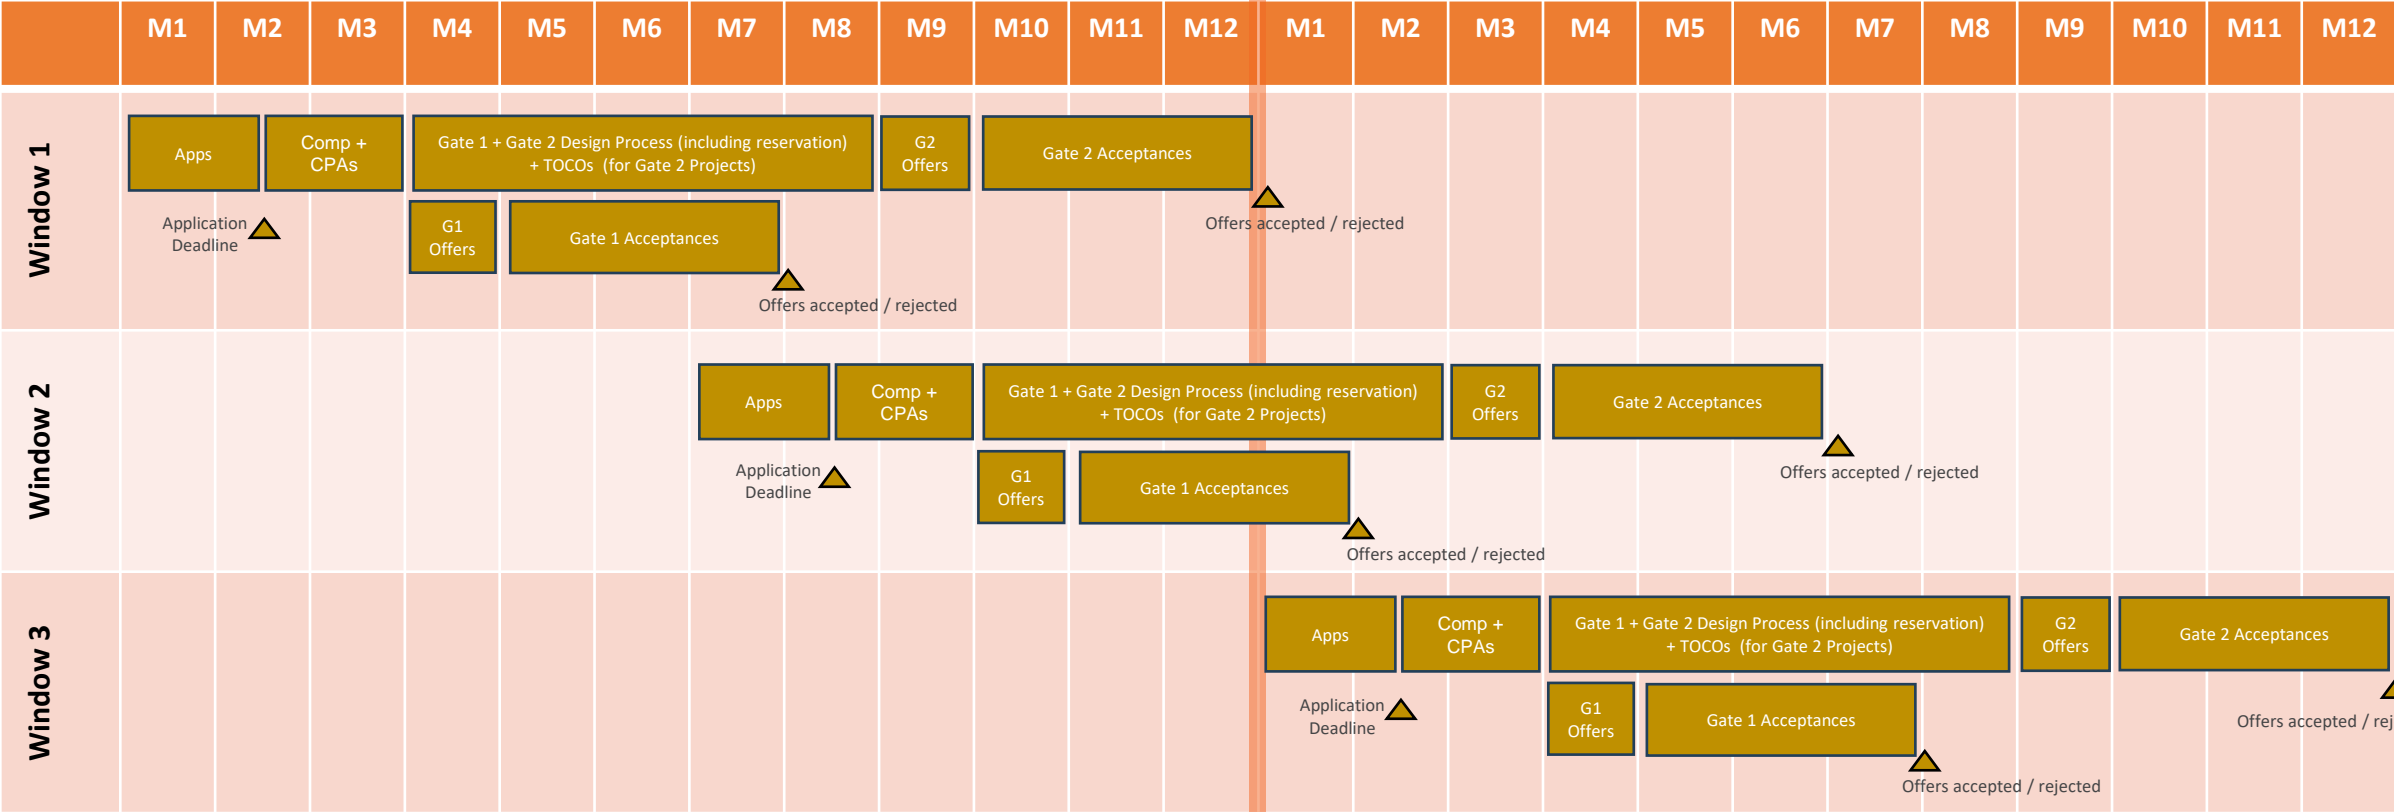 M1 M2 M3 M4 M5 M6 M7 M8 M9 M10 M11 M12 M1 M2 M3 M4 M5 M6 M7 M8 M9 M10 M11 M12
Window 1
Apps
Comp +
CPAs
Gate 1 + Gate 2 Design Process (including reservation)
+ TOCOs (for Gate 2 Projects)
G2
Offers
Gate 2 Acceptances
Offers accepted / rejected
Application
Deadline
G1
Offers
Gate 1 Acceptances
Offers accepted / rejected
Window 2
Apps
Comp +
CPAs
Gate 1 + Gate 2 Design Process (including reservation)
+ TOCOs (for Gate 2 Projects)
G2
Offers
Gate 2 Acceptances
Offers accepted / rejected
Application
Deadline
G1
Offers
Gate 1 Acceptances
Offers accepted / rejected
Window 3
Apps
Comp +
CPAs
Gate 1 + Gate 2 Design Process (including reservation)
+ TOCOs (for Gate 2 Projects)
G2
Offers
Gate 2 Acceptances
Offers accepted / rej
Application
Deadline
G1
Offers
Gate 1 Acceptances
Offers accepted / rejected